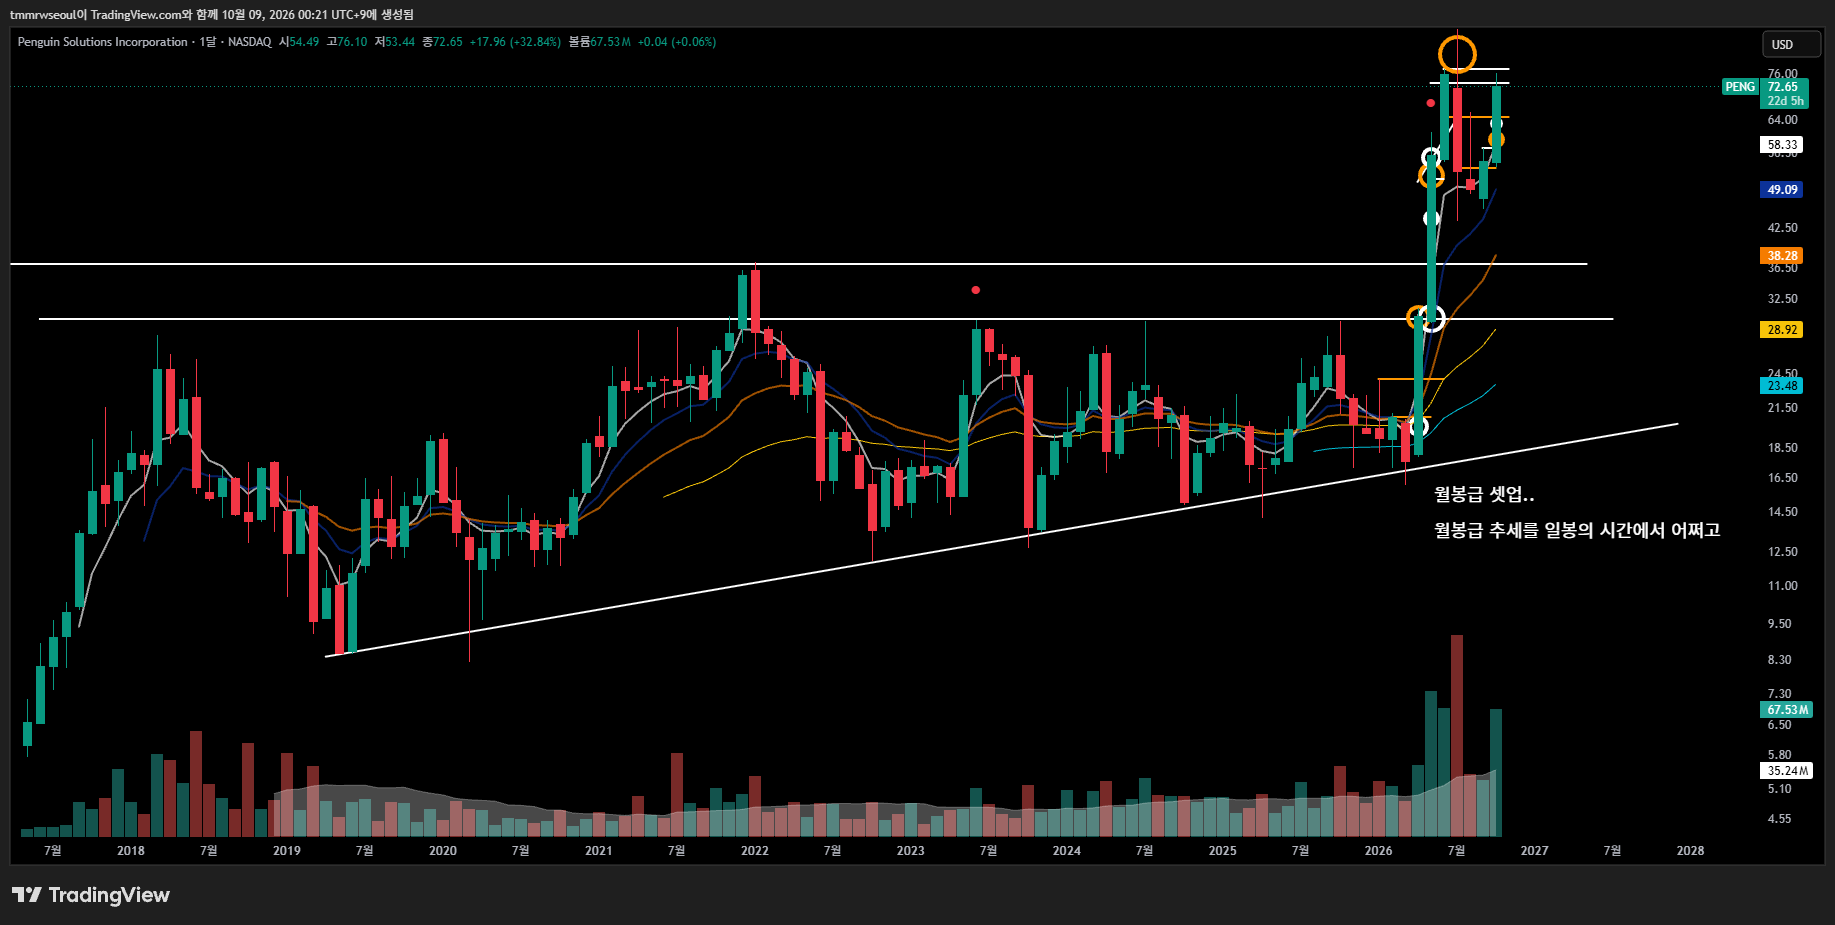 tmmrwseoul이 TradingView.com와 함께 10월 09, 2026 00:21 UTC+9에 생성됨
Penguin Solutions Incorporation · 1달 · NASDAQ 시54.49 고76.10 저53.44 종72.65 +17.96 (+32.84%) 볼륨67.53M +0.04 (+0.06%)
USD
76.00
PENG 72.65
22d 5h
64.00
58.33
49.09
42.50
38.28
36.50
32.50
28.92
24.50
23.48
21.50
18.50
16.50
월봉급 셋업..
14.50
월봉급 추세를 일봉의 시간에서 어쩌고
12.50
11.00
9.50
8.30
7.30
67.53M
6.50
5.80
35.24M
5.10
4.55
7월 2018 7월 2019 7월 2020 7월 2021 7월 2022 7월 2023 7월 2024 7월 2025 7월 2026 7월 2027 7월 2028
TradingView